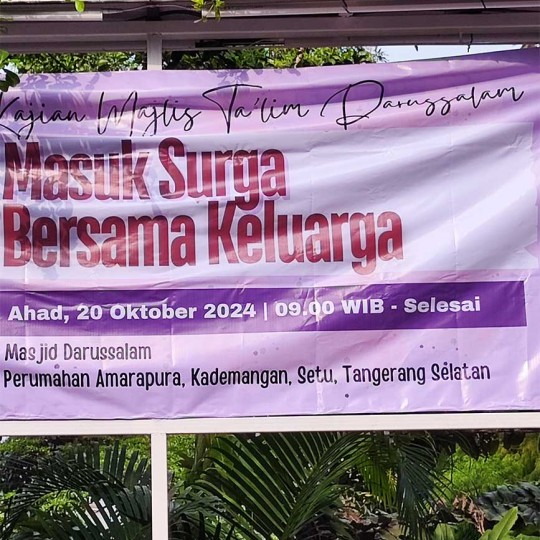 Kajian Majlis Ta'lim Darussalam
Masuk Surga
Bersama Keluarga
Ahad, 20 Oktober 2024 | 09.00 WIB - Selesai
Masjid Darussalam
Perumahan Amarapura, Kademangan, Setu, Tangerang Selatan